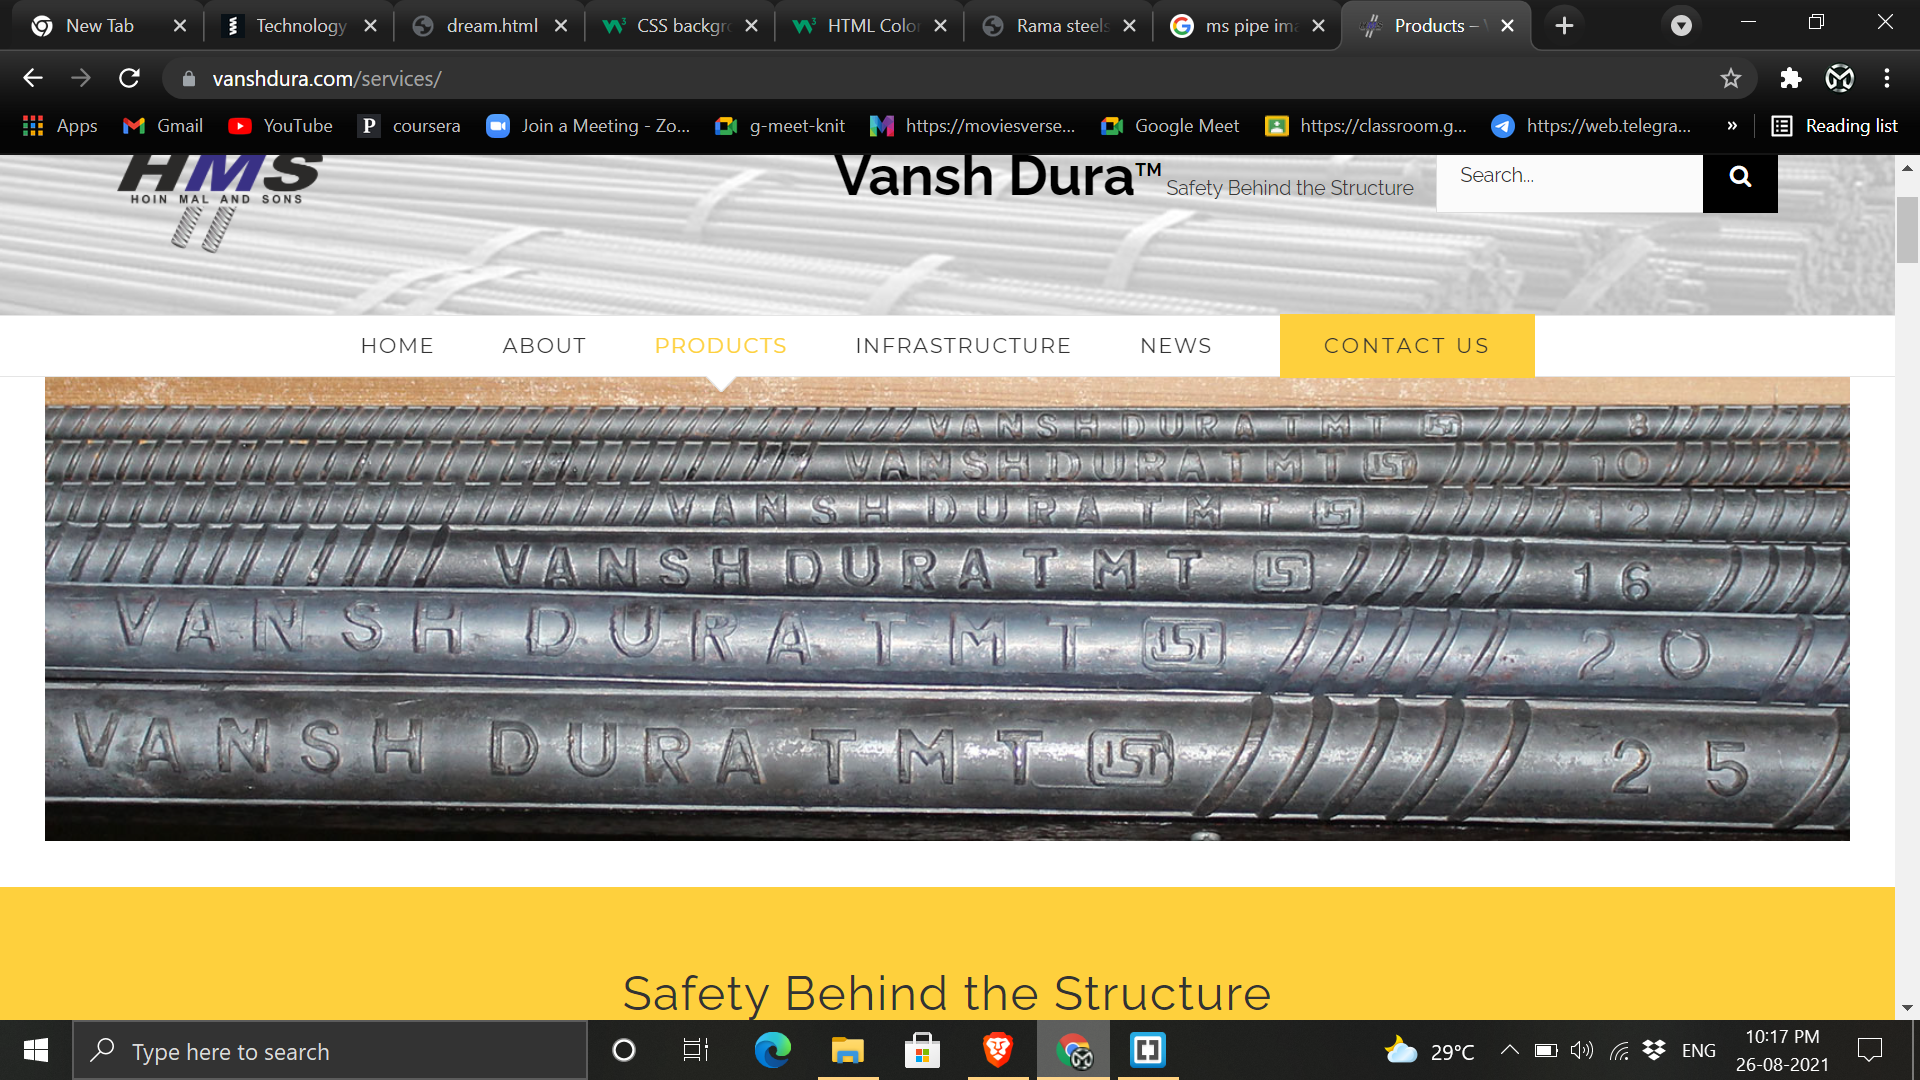 New Tab
Technology
dream.html
CSS backgr
HTML Color
Rama steels
ms pipe ima
Products –
vanshdura.com/services/
Apps
Gmail
YouTube
coursera
Join a Meeting - Zo...
g-meet-knit
https://moviesverse...
Google Meet
https://classroom.g...
https://web.telegra...
»
Reading list
HMS
HOIN MAL AND SONS
Vansh Dura™
Safety Behind the Structure
Search...
HOME
ABOUT
PRODUCTS
INFRASTRUCTURE
NEWS
CONTACT US
VANSH DURA TMT 8
VANSH DURA TMT 10
VANSH DURA TMT 12
VANSH DURA TMT 16
VANSH DURA TMT 20
VANSH DURA TMT 25
Safety Behind the Structure
Type here to search
29°C
ENG
10:17 PM
26-08-2021